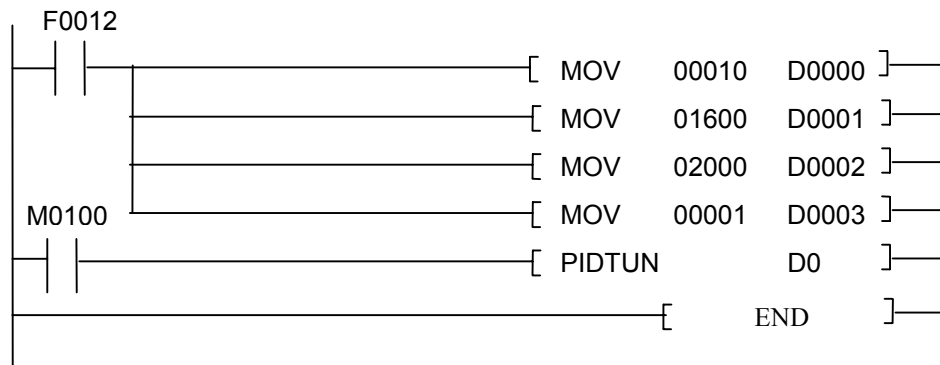 F0012
MOV 00010 D0000
MOV 01600 D0001
MOV 02000 D0002
MOV 00001 D0003
M0100
PIDTUN D0
END